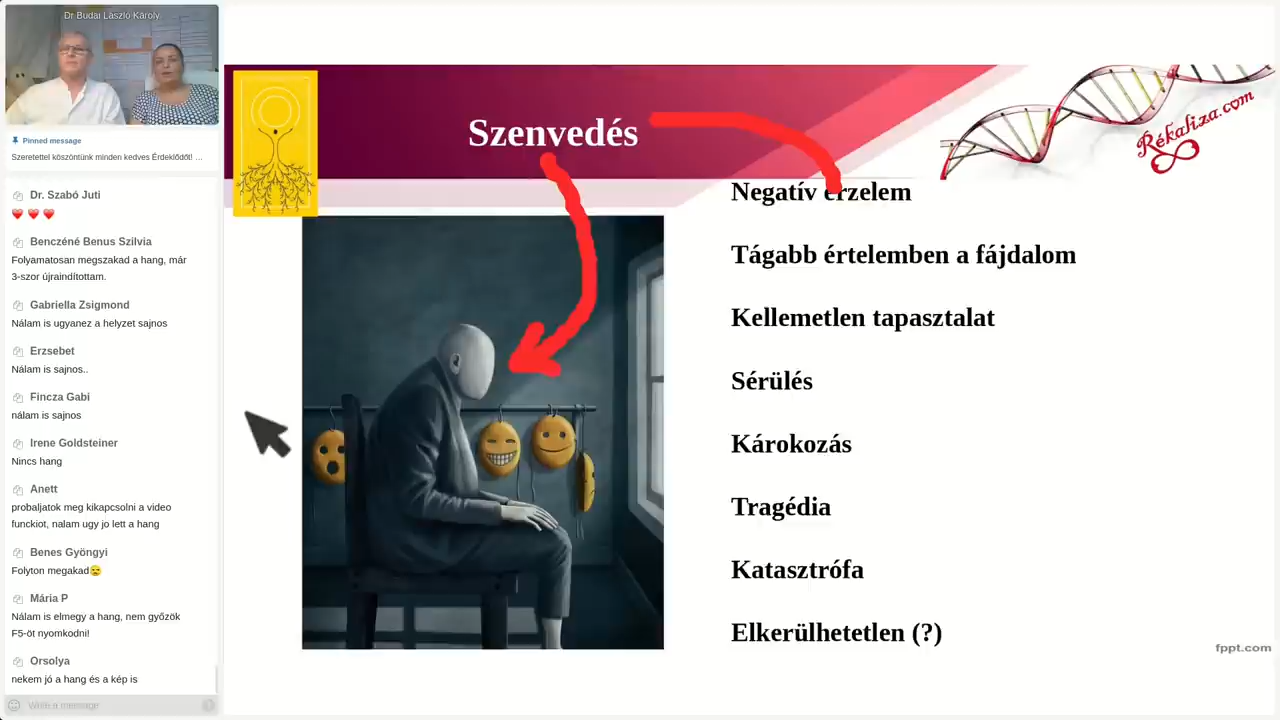 Dr Budai László Károly
Pinned message
Szeretettel köszöntünk minden kedves Érdeklődőt! ...
Dr. Szabó Juti
Benczéné Benus Szilvia
Folyamatosan megszakad a hang, már
3-szor újraindítottam.
Gabriella Zsigmond
Nálam is ugyanez a helyzet sajnos
Erzsebet
Nálam is sajnos..
Fincza Gabi
nálam is sajnos
Irene Goldsteiner
Nincs hang
Anett
probaljatok meg kikapcsolni a video
funckiot, nalam ugy jo lett a hang
Benes Gyöngyi
Folyton megakad😪
Mária P
Nálam is elmegy a hang, nem győzök
F5-öt nyomkodni!
Orsolya
nekem jó a hang és a kép is
Write a message
Szenvedés
Rékaliza.com
Negatív érzelem
Tágabb értelemben a fájdalom
Kellemetlen tapasztalat
Sérülés
Károkozás
Tragédia
Katasztrófa
Elkerülhetetlen (?)
fppt.com